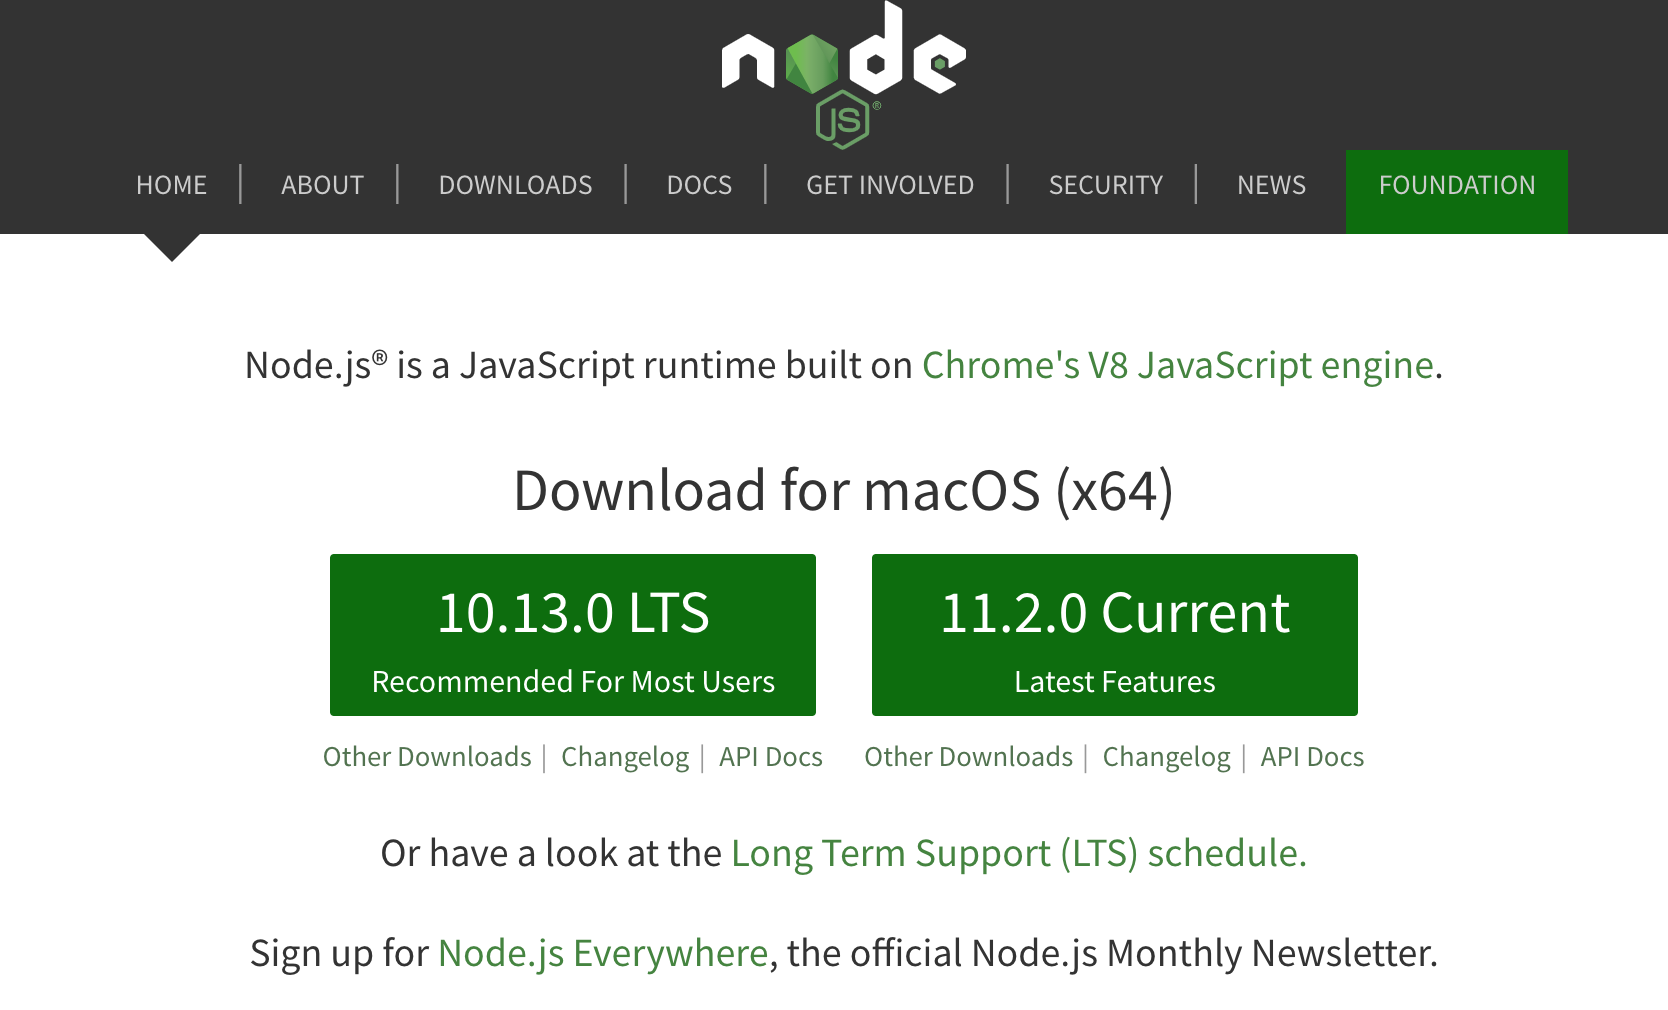 node
JS ®
HOME | ABOUT | DOWNLOADS | DOCS | GET INVOLVED | SECURITY | NEWS FOUNDATION
Node.js® is a JavaScript runtime built on Chrome's V8 JavaScript engine.
Download for macOS (x64)
10.13.0 LTS
Recommended For Most Users
11.2.0 Current
Latest Features
Other Downloads | Changelog | API Docs
Other Downloads | Changelog | API Docs
Or have a look at the Long Term Support (LTS) schedule.
Sign up for Node.js Everywhere, the official Node.js Monthly Newsletter.